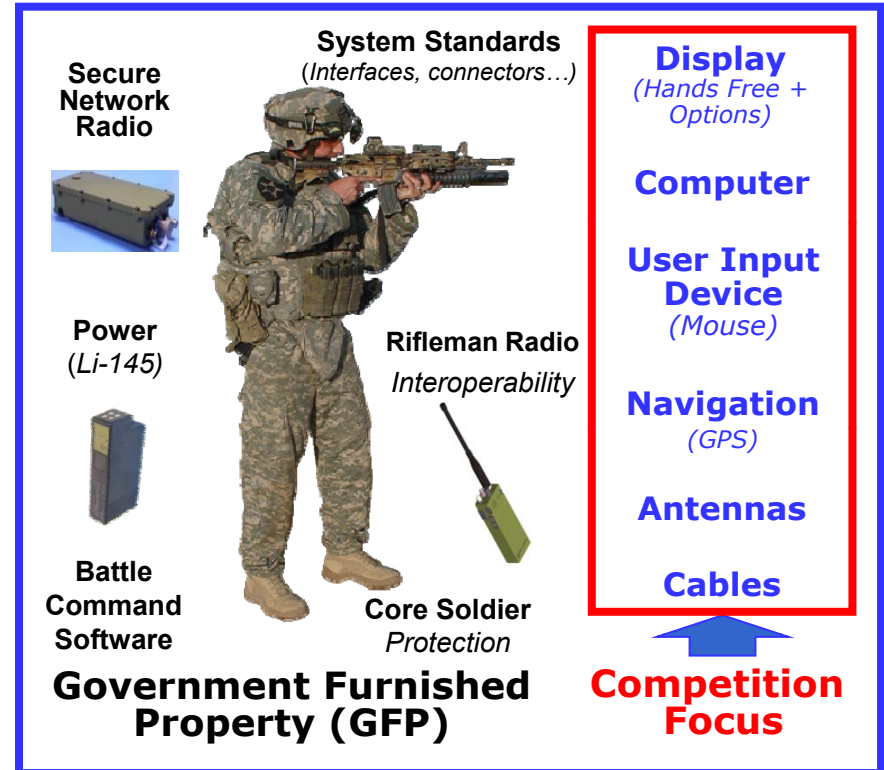 System Standards
(Interfaces, connectors…)
Secure
Network
Radio
Power
(Li-145)
Rifleman Radio
Interoperability
Battle
Command
Software
Core Soldier
Protection
Government Furnished
Property (GFP)
Display
(Hands Free +
Options)
Computer
User Input
Device
(Mouse)
Navigation
(GPS)
Antennas
Cables
Competition
Focus